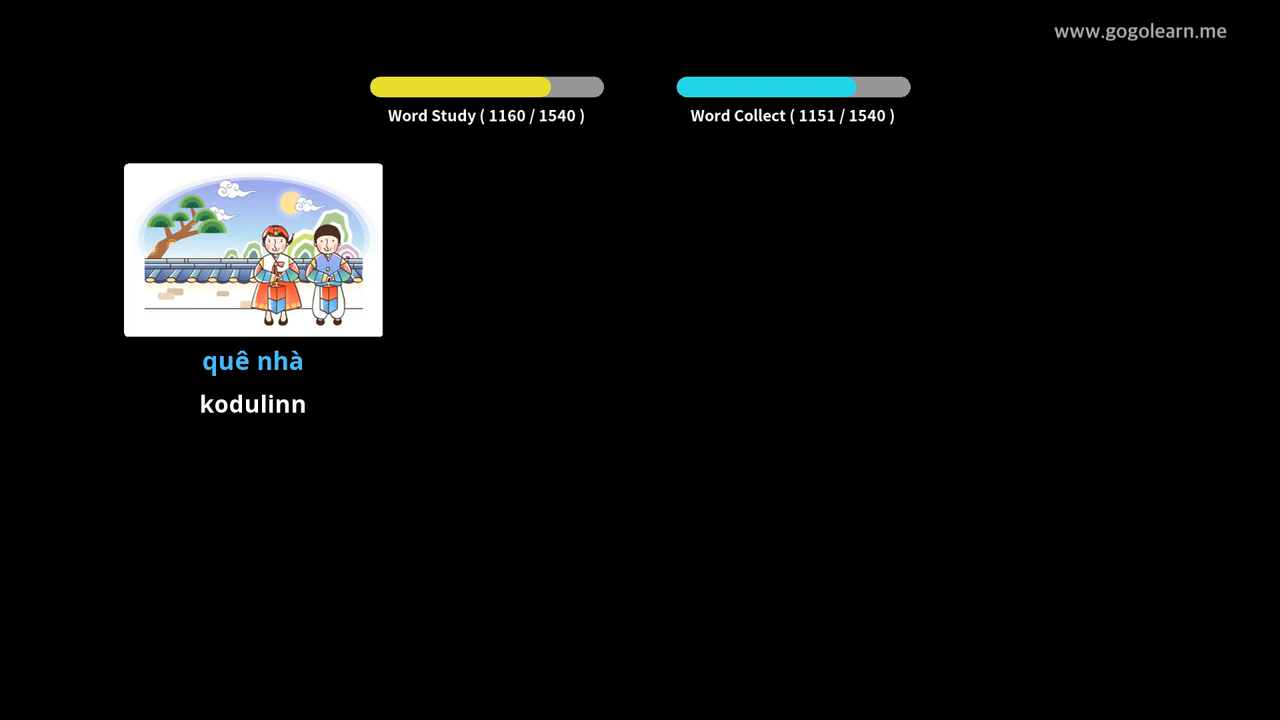 www.gogolearn.me
Word Study ( 1160 / 1540 )
Word Collect ( 1151 / 1540 )
quê nhà
kodulinn